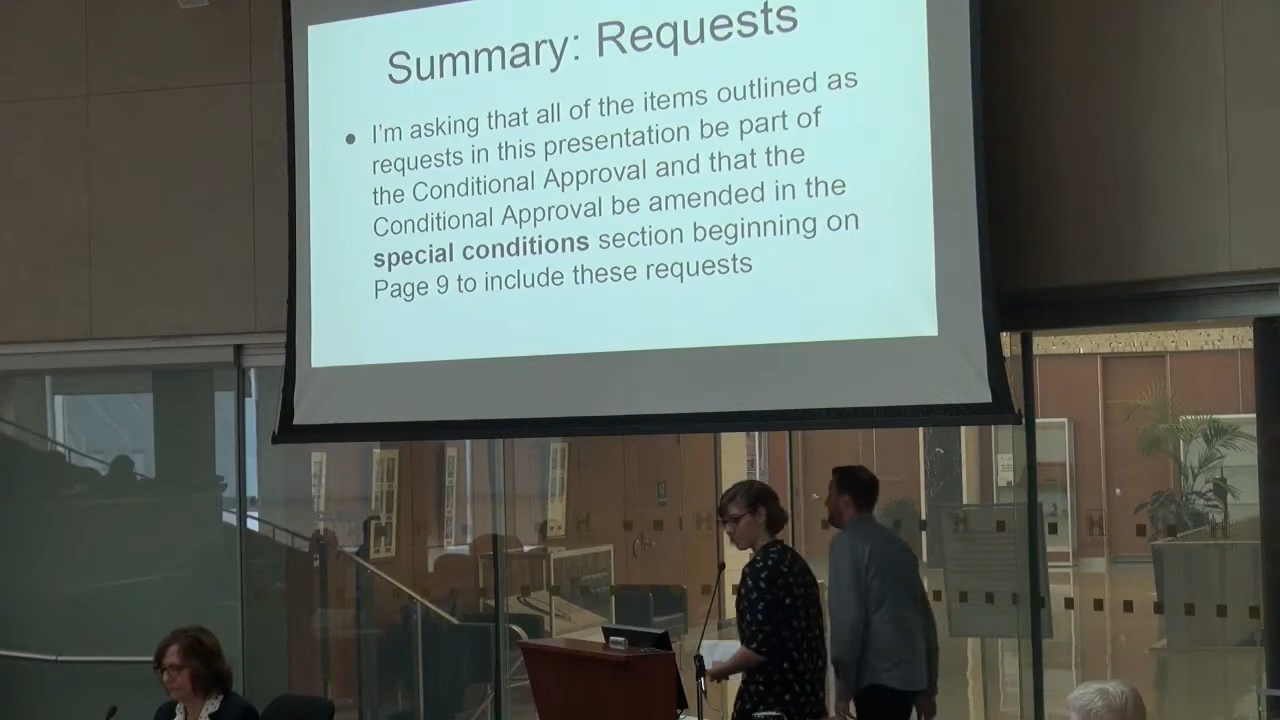 Summary: Requests
• I'm asking that all of the items outlined as
requests in this presentation be part of
the Conditional Approval and that the
Conditional Approval be amended in the
special conditions section beginning on
Page 9 to include these requests